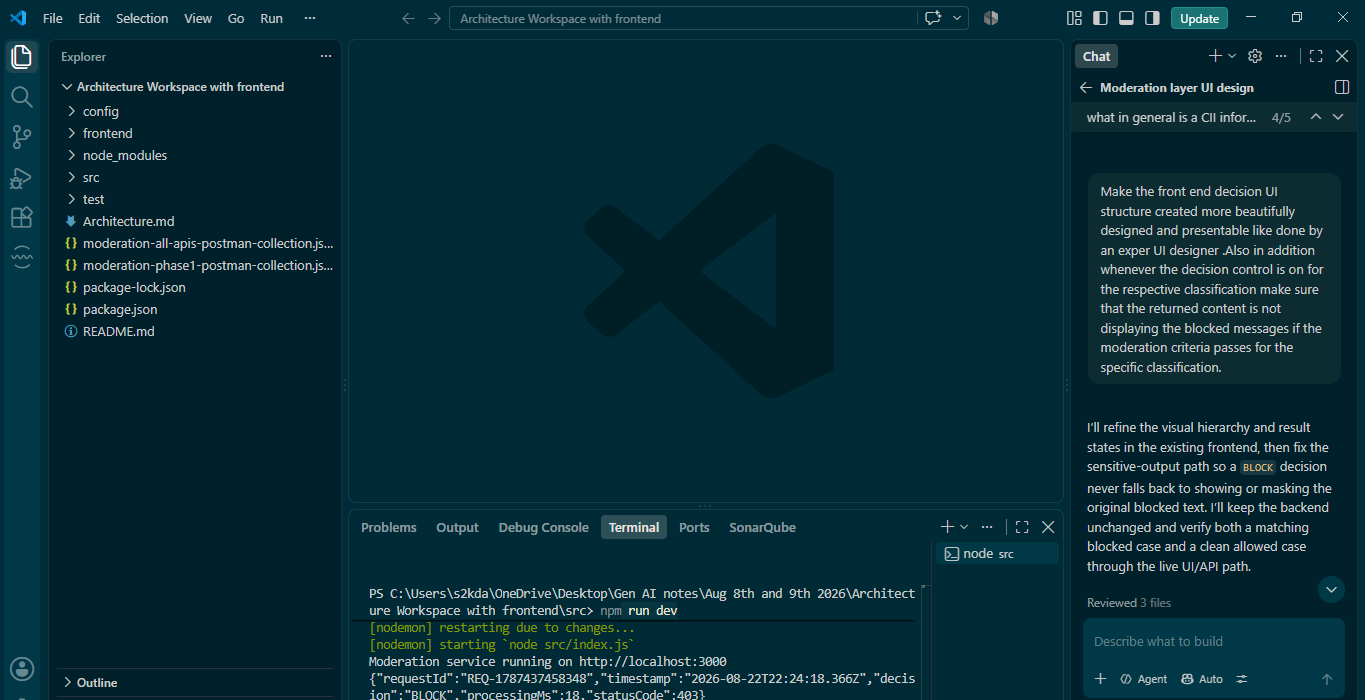 File Edit Selection View Go Run ···
Architecture Workspace with frontend
Update
Explorer ···
Architecture Workspace with frontend
config
frontend
node_modules
src
test
Architecture.md
{} moderation-all-apis-postman-collection.js...
{} moderation-phase1-postman-collection.js...
{} package-lock.json
{} package.json
README.md
Outline
Problems Output Debug Console Terminal Ports SonarQube
node src
PS C:\Users\s2kda\OneDrive\Desktop\Gen AI notes\Aug 8th and 9th 2026\Architect
ure Workspace with frontend\src> npm run dev
[nodemon] restarting due to changes...
[nodemon] starting `node src/index.js`
Moderation service running on http://localhost:3000
{"requestId":"REQ-1787437458348","timestamp":"2026-08-22T22:24:18.366Z","decis
ion":"BLOCK","processingMs":18,"statusCode":403}
Chat
Moderation layer UI design
what in general is a CII infor... 4/5
Make the front end decision UI
structure created more beautifully
designed and presentable like done by
an exper UI designer .Also in addition
whenever the decision control is on for
the respective classification make sure
that the returned content is not
displaying the blocked messages if the
moderation criteria passes for the
specific classification.
I'll refine the visual hierarchy and result
states in the existing frontend, then fix the
sensitive-output path so a BLOCK decision
never falls back to showing or masking the
original blocked text. I'll keep the backend
unchanged and verify both a matching
blocked case and a clean allowed case
through the live UI/API path.
Reviewed 3 files
Describe what to build
Agent Auto